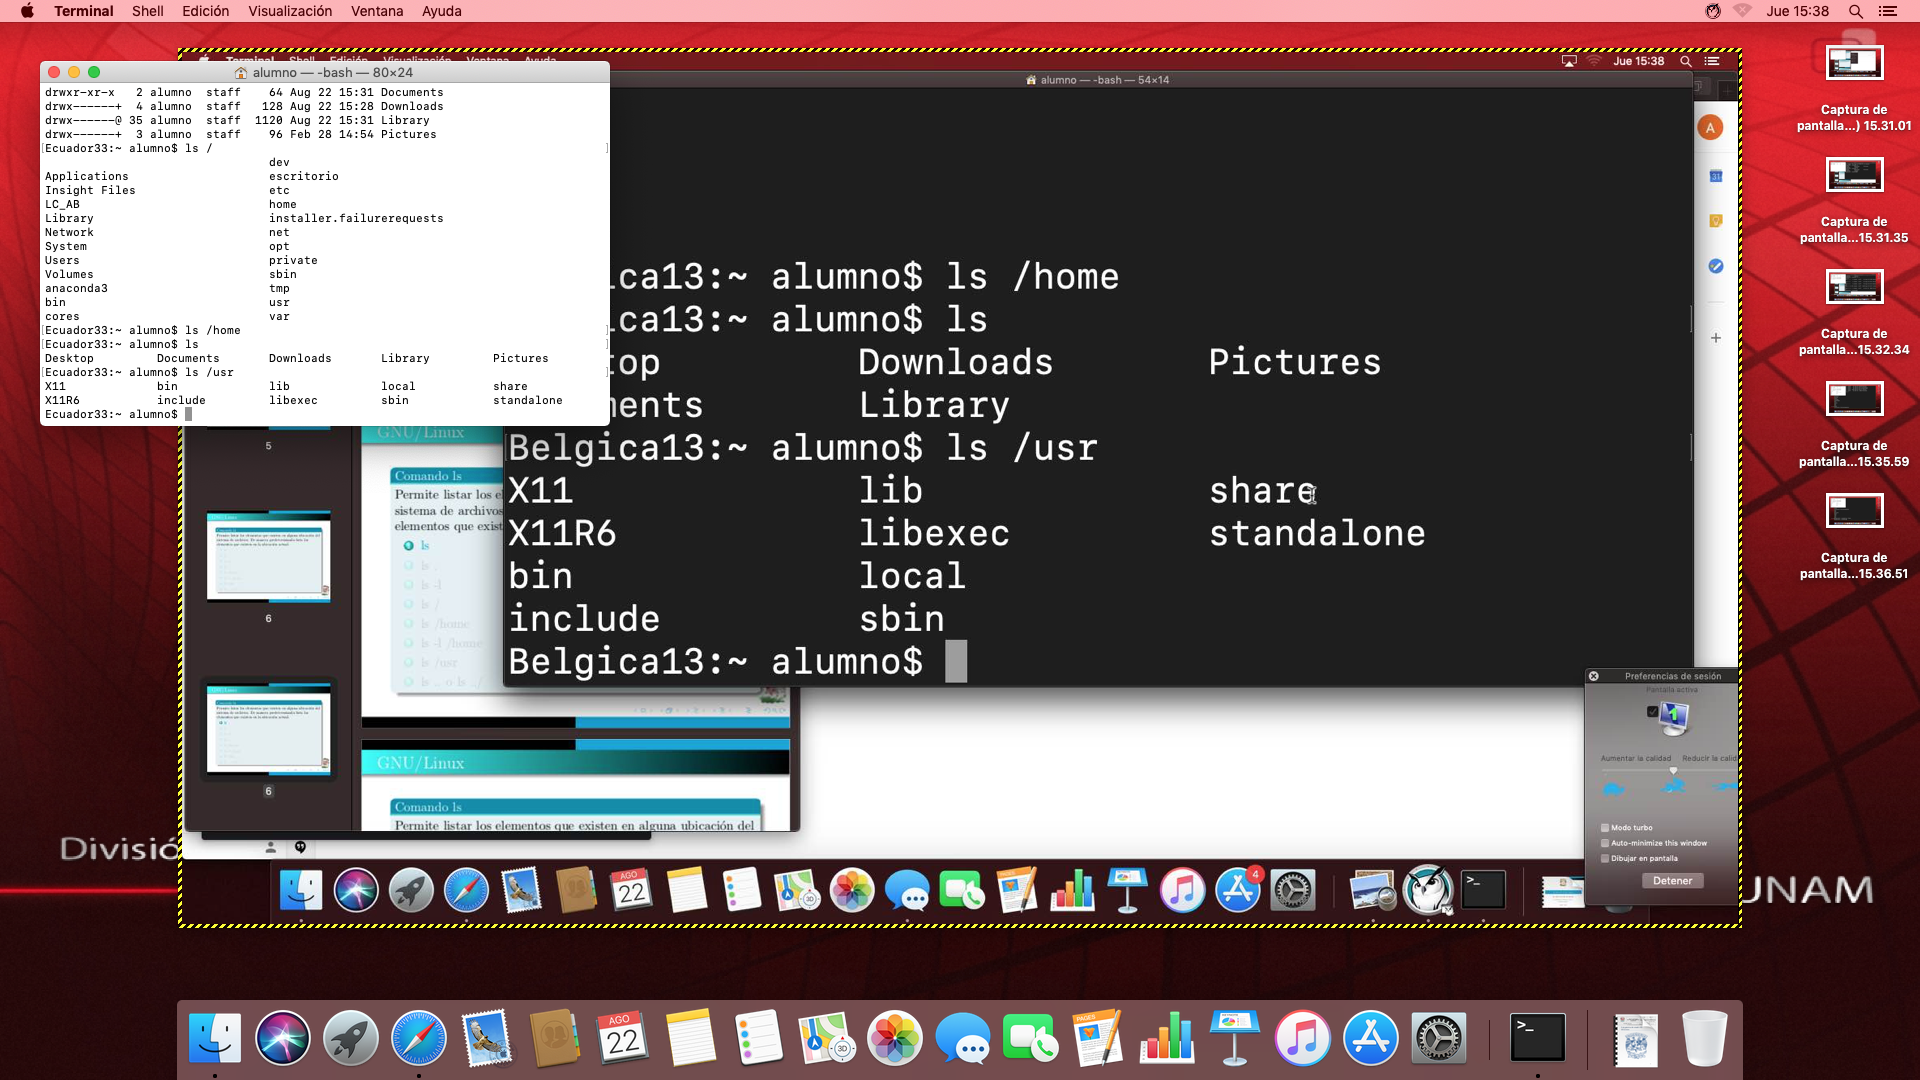 Terminal Shell Edición Visualización Ventana Ayuda
Jue 15:38
alumno — -bash — 80×24
drwxr-xr-x 2 alumno staff 64 Aug 22 15:31 Documents
drwx------+ 4 alumno staff 128 Aug 22 15:28 Downloads
drwx------@ 35 alumno staff 1120 Aug 22 15:31 Library
drwx------+ 3 alumno staff 96 Feb 28 14:54 Pictures
[Ecuador33:~ alumno$ ls / ]
dev
Applications escritorio
Insight Files etc
LC_AB home
Library installer.failurerequests
Network net
System opt
Users private
Volumes sbin
anaconda3 tmp
bin usr
cores var
[Ecuador33:~ alumno$ ls /home ]
[Ecuador33:~ alumno$ ls ]
Desktop Documents Downloads Library Pictures
[Ecuador33:~ alumno$ ls /usr ]
X11 bin lib local share
X11R6 include libexec sbin standalone
Ecuador33:~ alumno$
Jue 15:38
alumno — -bash — 54×14
ica13:~ alumno$ ls /home
ica13:~ alumno$ ls
top Downloads Pictures
ments Library
Belgica13:~ alumno$ ls /usr
X11 lib share
X11R6 libexec standalone
bin local
include sbin
Belgica13:~ alumno$
A
31
5
6
6
GNU/Linux
Comando ls
Permite listar los el
sistema de archivos
elementos que exist
ls
ls .
ls -l
ls /
ls /home
ls -l /home
ls /usr
ls .. o ls ../
GNU/Linux
Comando ls
Permite listar los elementos que existen en alguna ubicación del
Preferencias de sesión
Pantalla activa
1
Aumentar la calidad Reducir la calid
Modo turbo
Auto-minimize this window
Dibujar en pantalla
Detener
Captura de
pantalla...) 15.31.01
Captura de
pantalla...15.31.35
Captura de
pantalla...15.32.34
Captura de
pantalla...15.35.59
Captura de
pantalla...15.36.51
Divisió
UNAM
AGO
22
3D
4
>_
AGO
22
3D
PAGES
>_